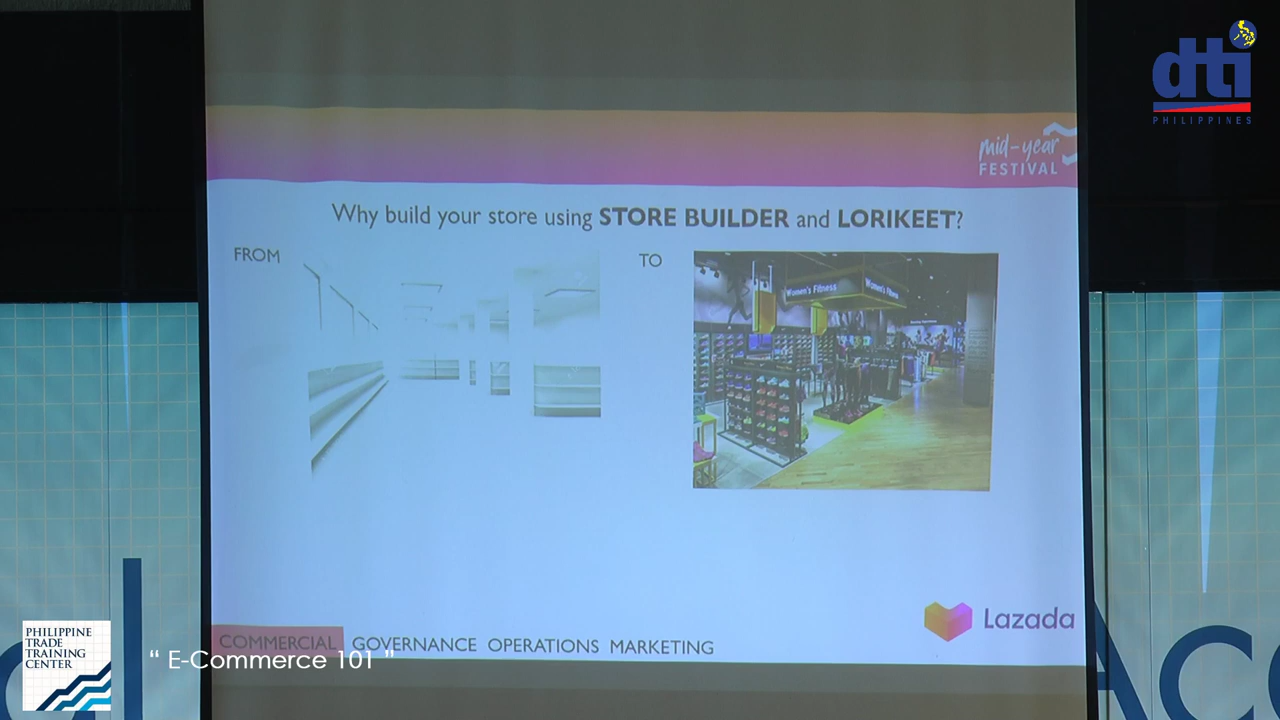 dti
PHILIPPINES
mid-year
FESTIVAL
Why build your store using STORE BUILDER and LORIKEET?
FROM
TO
Women's Fitness
Women's Fitness
Lazada
COMMERCIAL GOVERNANCE OPERATIONS MARKETING
PHILIPPINE
TRADE
TRAINING
CENTER
“ E-Commerce 101 ”